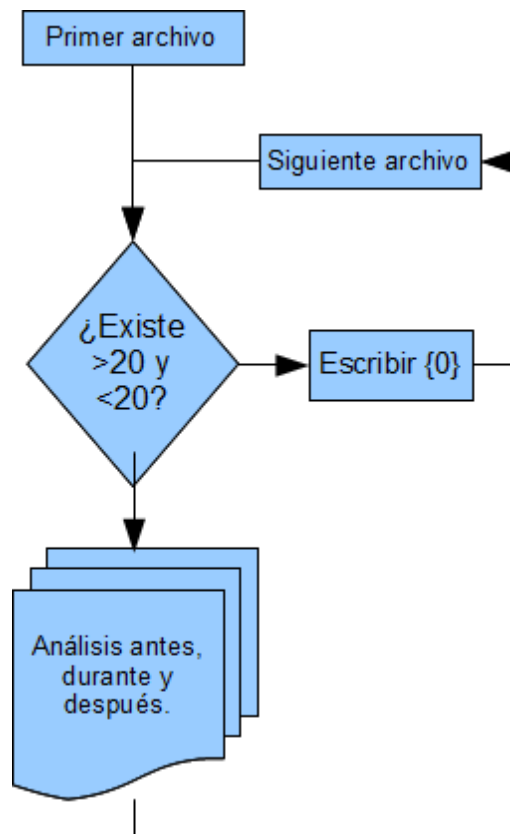 Primer archivo
Siguiente archivo
¿Existe
>20 y
<20?
Escribir {0}
Análisis antes,
durante y
después.